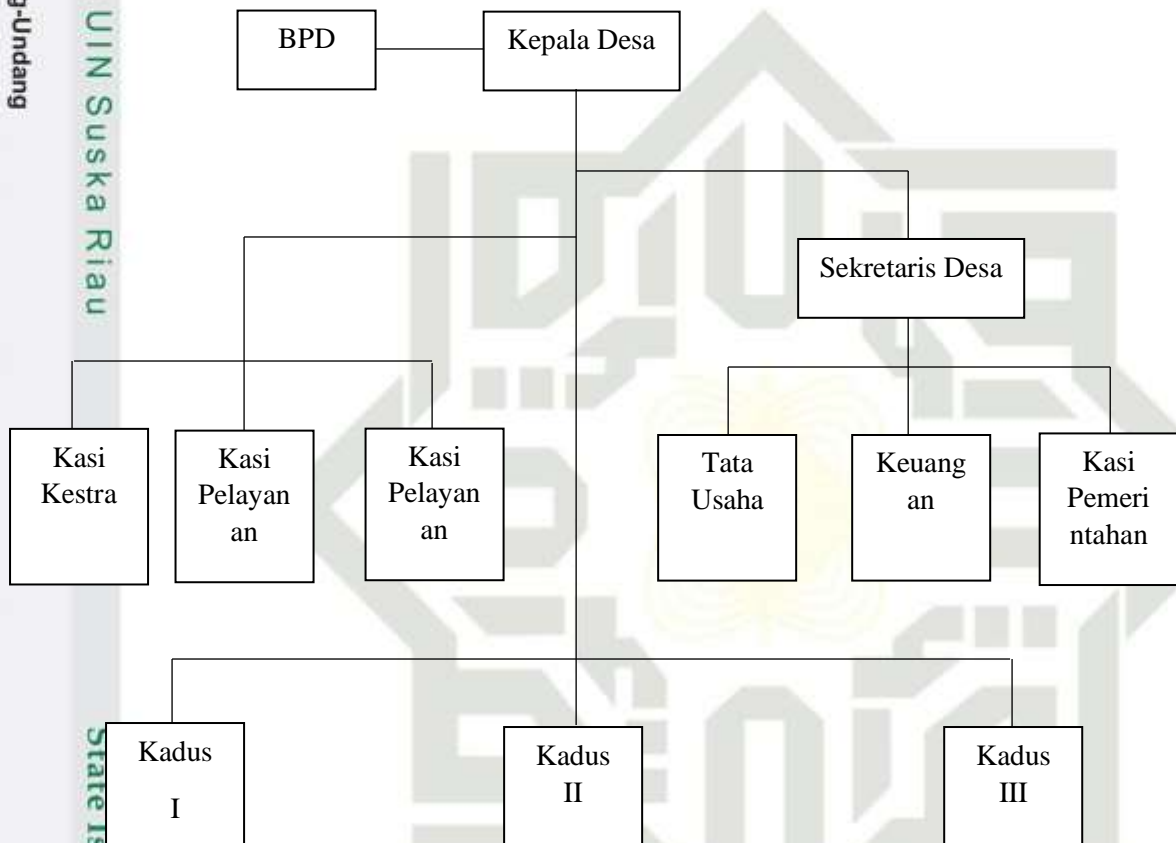 g-Undang
UIN Suska Riau
State Is
BPD
Kepala Desa
Sekretaris Desa
Kasi
Kestra
Kasi
Pelayan
an
Kasi
Pelayan
an
Tata
Usaha
Keuang
an
Kasi
Pemeri
ntahan
Kadus
I
Kadus
II
Kadus
III